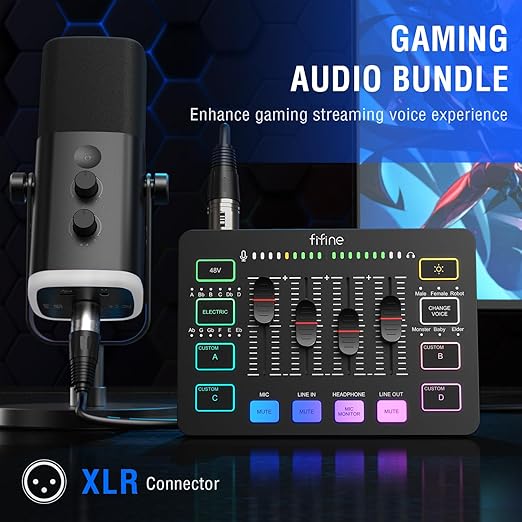 GAMING
AUDIO BUNDLE
Enhance gaming streaming voice experience
fifine
48V
A Bb B C Db D
ELECTRIC
Ab G Gb F E Eb
CUSTOM
A
CUSTOM
C
Male Female Robot
CHANGE
VOICE
Monster Baby Elder
CUSTOM
B
CUSTOM
D
MIC
LINE IN
HEADPHONE
LINE OUT
MUTE
MUTE
MIC
MONITOR
MUTE
XLR Connector